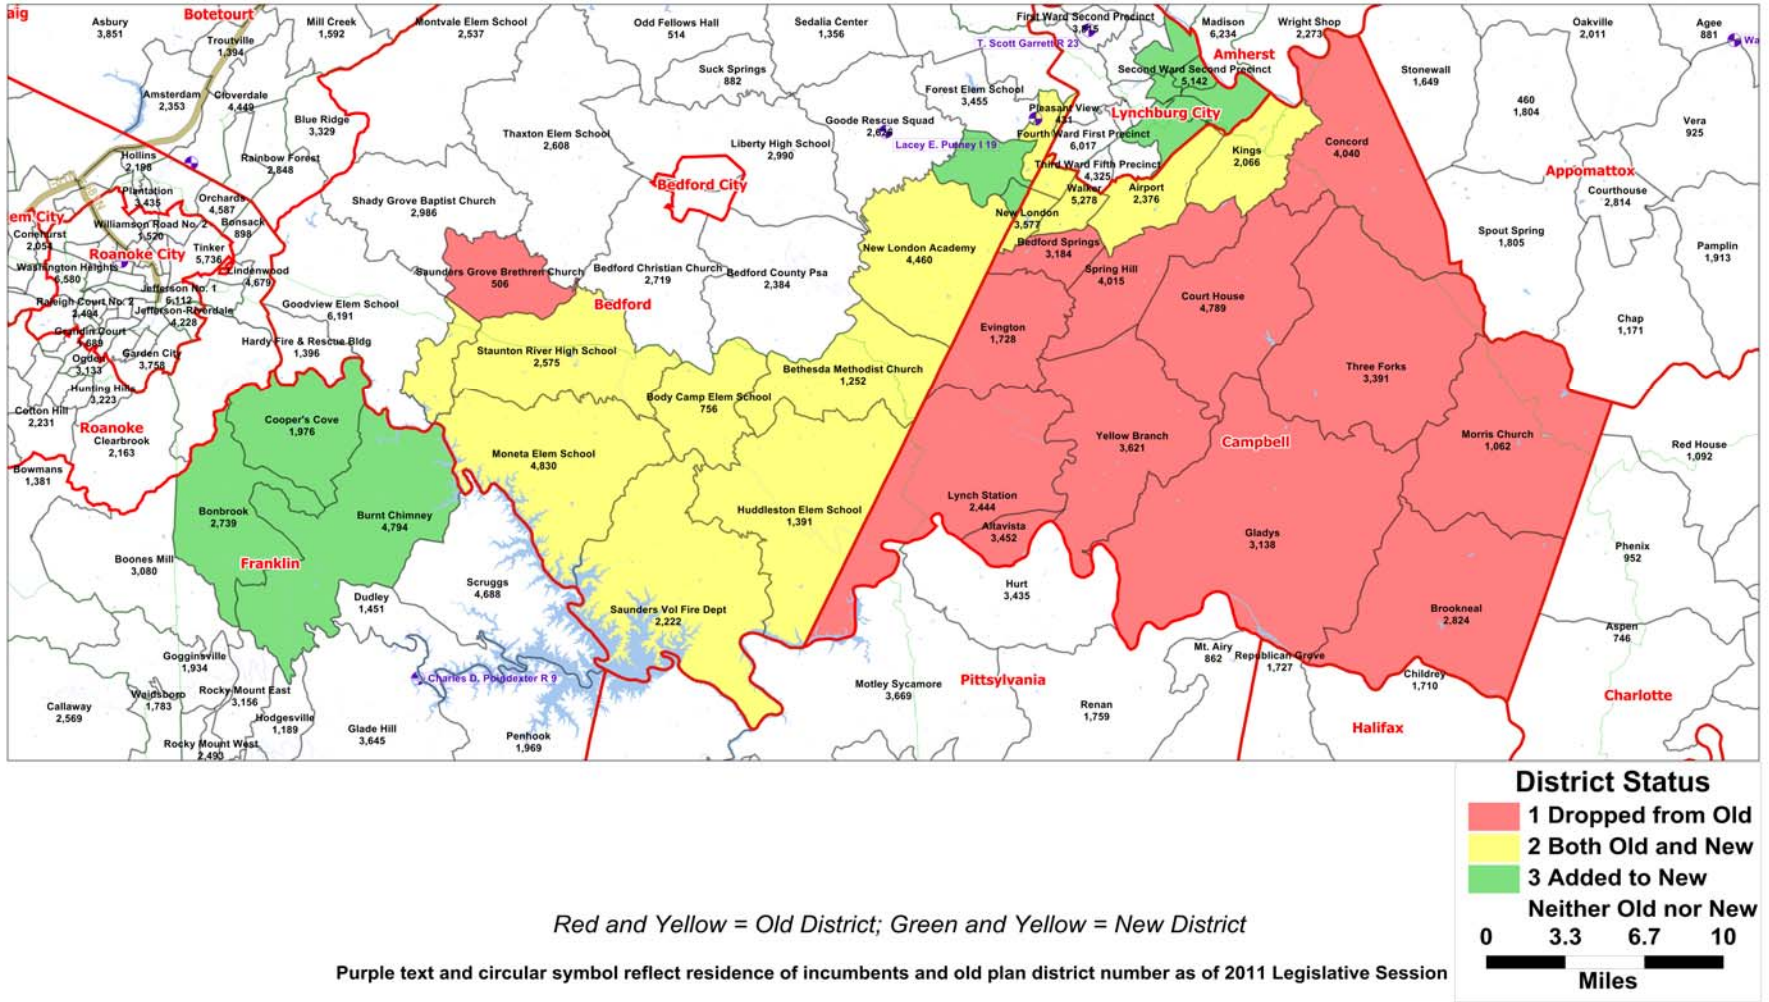 aig
Botetourt
Asbury
3,851
Mill Creek
1,592
Montvale Elem School
2,537
Odd Fellows Hall
514
Sedalia Center
1,356
First Ward Second Precinct
T. Scott Garrett R 23
Madison
6,234
Wright Shop
2,273
Oakville
2,011
Agee
881
Wa
Troutville
1,394
Amherst
Suck Springs
882
Second Ward Second Precinct
5,142
Stonewall
1,649
Amsterdam
2,353
Cloverdale
4,449
Forest Elem School
3,455
Pleasant View
Lynchburg City
460
1,804
Blue Ridge
3,329
Thaxton Elem School
2,608
Goode Rescue Squad
Lacey E. Putney I 19
Fourth Ward First Precinct
6,017
Vera
925
Liberty High School
2,990
Concord
4,040
Hollins
2,198
Rainbow Forest
2,848
Third Ward Fifth Precinct
4,325
Kings
2,066
Appomattox
Plantation
3,435
Bedford City
Walker
5,278
Airport
2,376
Courthouse
2,814
Orchards
4,587
Shady Grove Baptist Church
2,986
em City
Williamson Road No. 2
1,520
Bonsack
898
New London
3,577
Spout Spring
1,805
Conehurst
2,054
Roanoke City
Tinker
5,736
New London Academy
4,460
Bedford Springs
3,184
Pamplin
1,913
Washington Heights
6,580
Lindenwood
4,679
Saunders Grove Brethren Church
506
Bedford Christian Church
2,719
Bedford County Psa
2,384
Spring Hill
4,015
Jefferson No. 1
6,112
Raleigh Court No. 2
2,494
Jefferson-Riverdale
4,228
Goodview Elem School
6,191
Bedford
Court House
4,789
Chap
1,171
Grandin Court
Evington
1,728
Hardy Fire & Rescue Bldg
1,396
Ogden
3,133
Garden City
3,758
Staunton River High School
2,575
Bethesda Methodist Church
1,252
Three Forks
3,391
Hunting Hills
3,223
Body Camp Elem School
756
Cotton Hill
2,231
Roanoke
Cooper's Cove
1,976
Clearbrook
2,163
Yellow Branch
3,621
Campbell
Morris Church
1,062
Red House
1,092
Moneta Elem School
4,830
Bowmans
1,381
Lynch Station
2,444
Bonbrook
2,739
Burnt Chimney
4,794
Huddleston Elem School
1,391
Altavista
3,452
Gladys
3,138
Boones Mill
3,080
Franklin
Phenix
952
Scruggs
4,688
Hurt
3,435
Dudley
1,451
Saunders Vol Fire Dept
2,222
Brookneal
2,824
Aspen
746
Gogginsville
1,934
Mt. Airy
862
Republican Grove
1,727
Charles D. Poindexter R 9
Motley Sycamore
3,669
Pittsylvania
Childrey
1,710
Waidsboro
1,783
Rocky Mount East
3,156
Charlotte
Callaway
2,569
Hodgesville
1,189
Renan
1,759
Glade Hill
3,645
Penhook
1,969
Halifax
Rocky Mount West
2,493
District Status
1 Dropped from Old
2 Both Old and New
3 Added to New
Neither Old nor New
0 3.3 6.7 10
Miles
Red and Yellow = Old District; Green and Yellow = New District
Purple text and circular symbol reflect residence of incumbents and old plan district number as of 2011 Legislative Session